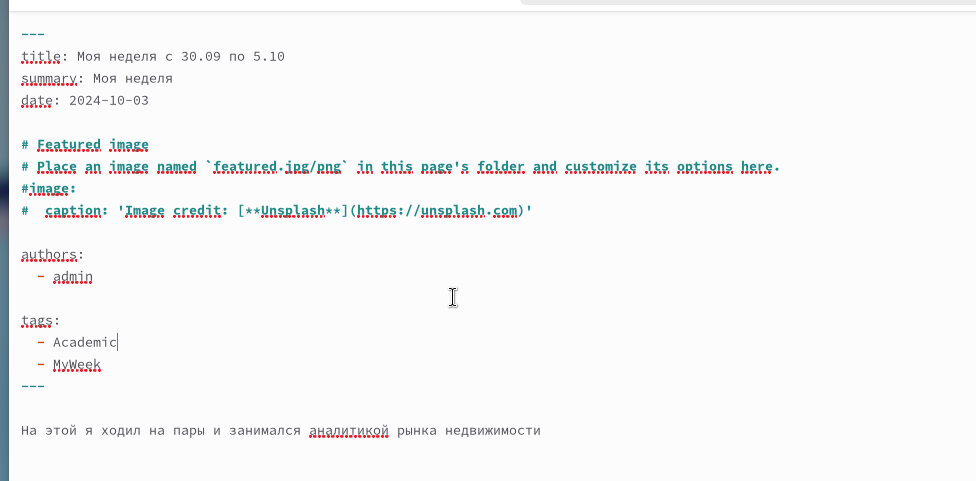 ---
title: Моя неделя с 30.09 по 5.10
summary: Моя неделя
date: 2024-10-03
# Featured image
# Place an image named `featured.jpg/png` in this page's folder and customize its options here.
#image:
#  caption: 'Image credit: [**Unsplash**](https://unsplash.com)'
authors:
  - admin
tags:
  - Academic
  - MyWeek
---
На этой я ходил на пары и занимался аналитикой рынка недвижимости